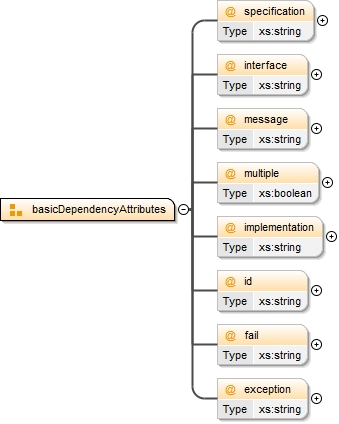 @ specification
Type xs:string
@ interface
Type xs:string
@ message
Type xs:string
@ multiple
Type xs:boolean
basicDependencyAttributes
@ implementation
Type xs:string
@ id
Type xs:string
@ fail
Type xs:string
@ exception
Type xs:string